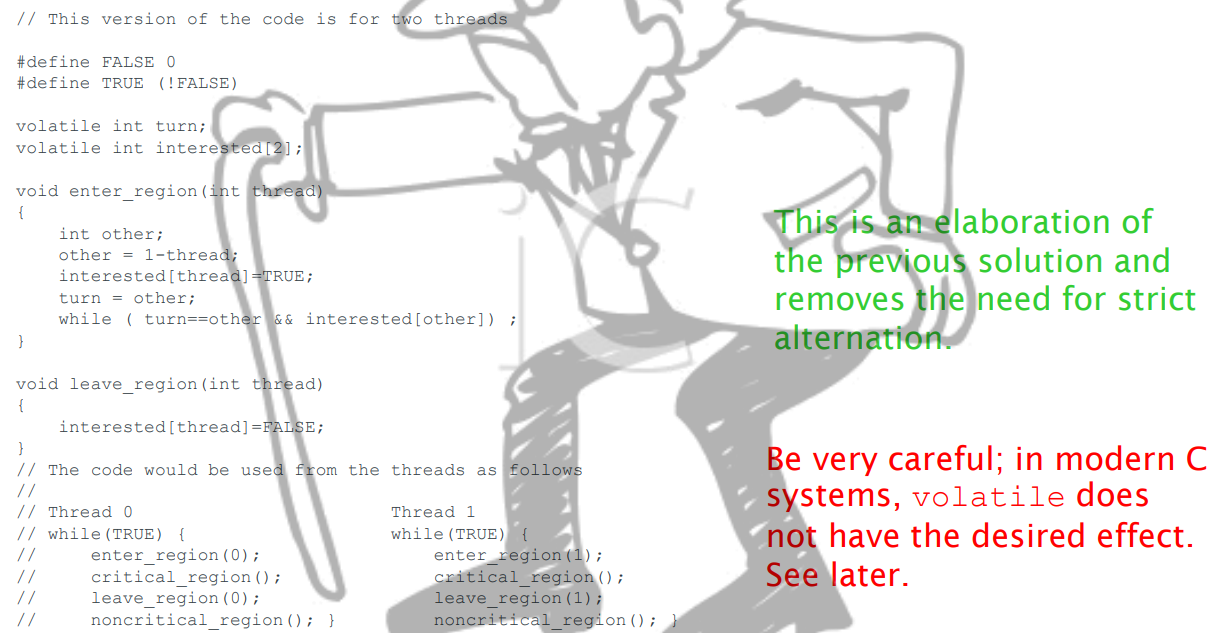 // This version of the code is for two threads
#define FALSE 0
#define TRUE (!FALSE)
volatile int turn;
volatile int interested[2];
void enter_region(int thread)
{
    int other;
    other = 1-thread;
    interested[thread]=TRUE;
    turn = other;
    while ( turn==other && interested[other]) ;
}
void leave_region(int thread)
{
    interested[thread]=FALSE;
}
// The code would be used from the threads as follows
//
// Thread 0                        Thread 1
// while(TRUE) {                   while(TRUE) {
//     enter_region(0);                enter_region(1);
//     critical_region();              critical_region();
//     leave_region(0);                leave_region(1);
//     noncritical_region(); }         noncritical_region(); }
This is an elaboration of
the previous solution and
removes the need for strict
alternation.
Be very careful; in modern C
systems, volatile does
not have the desired effect.
See later.